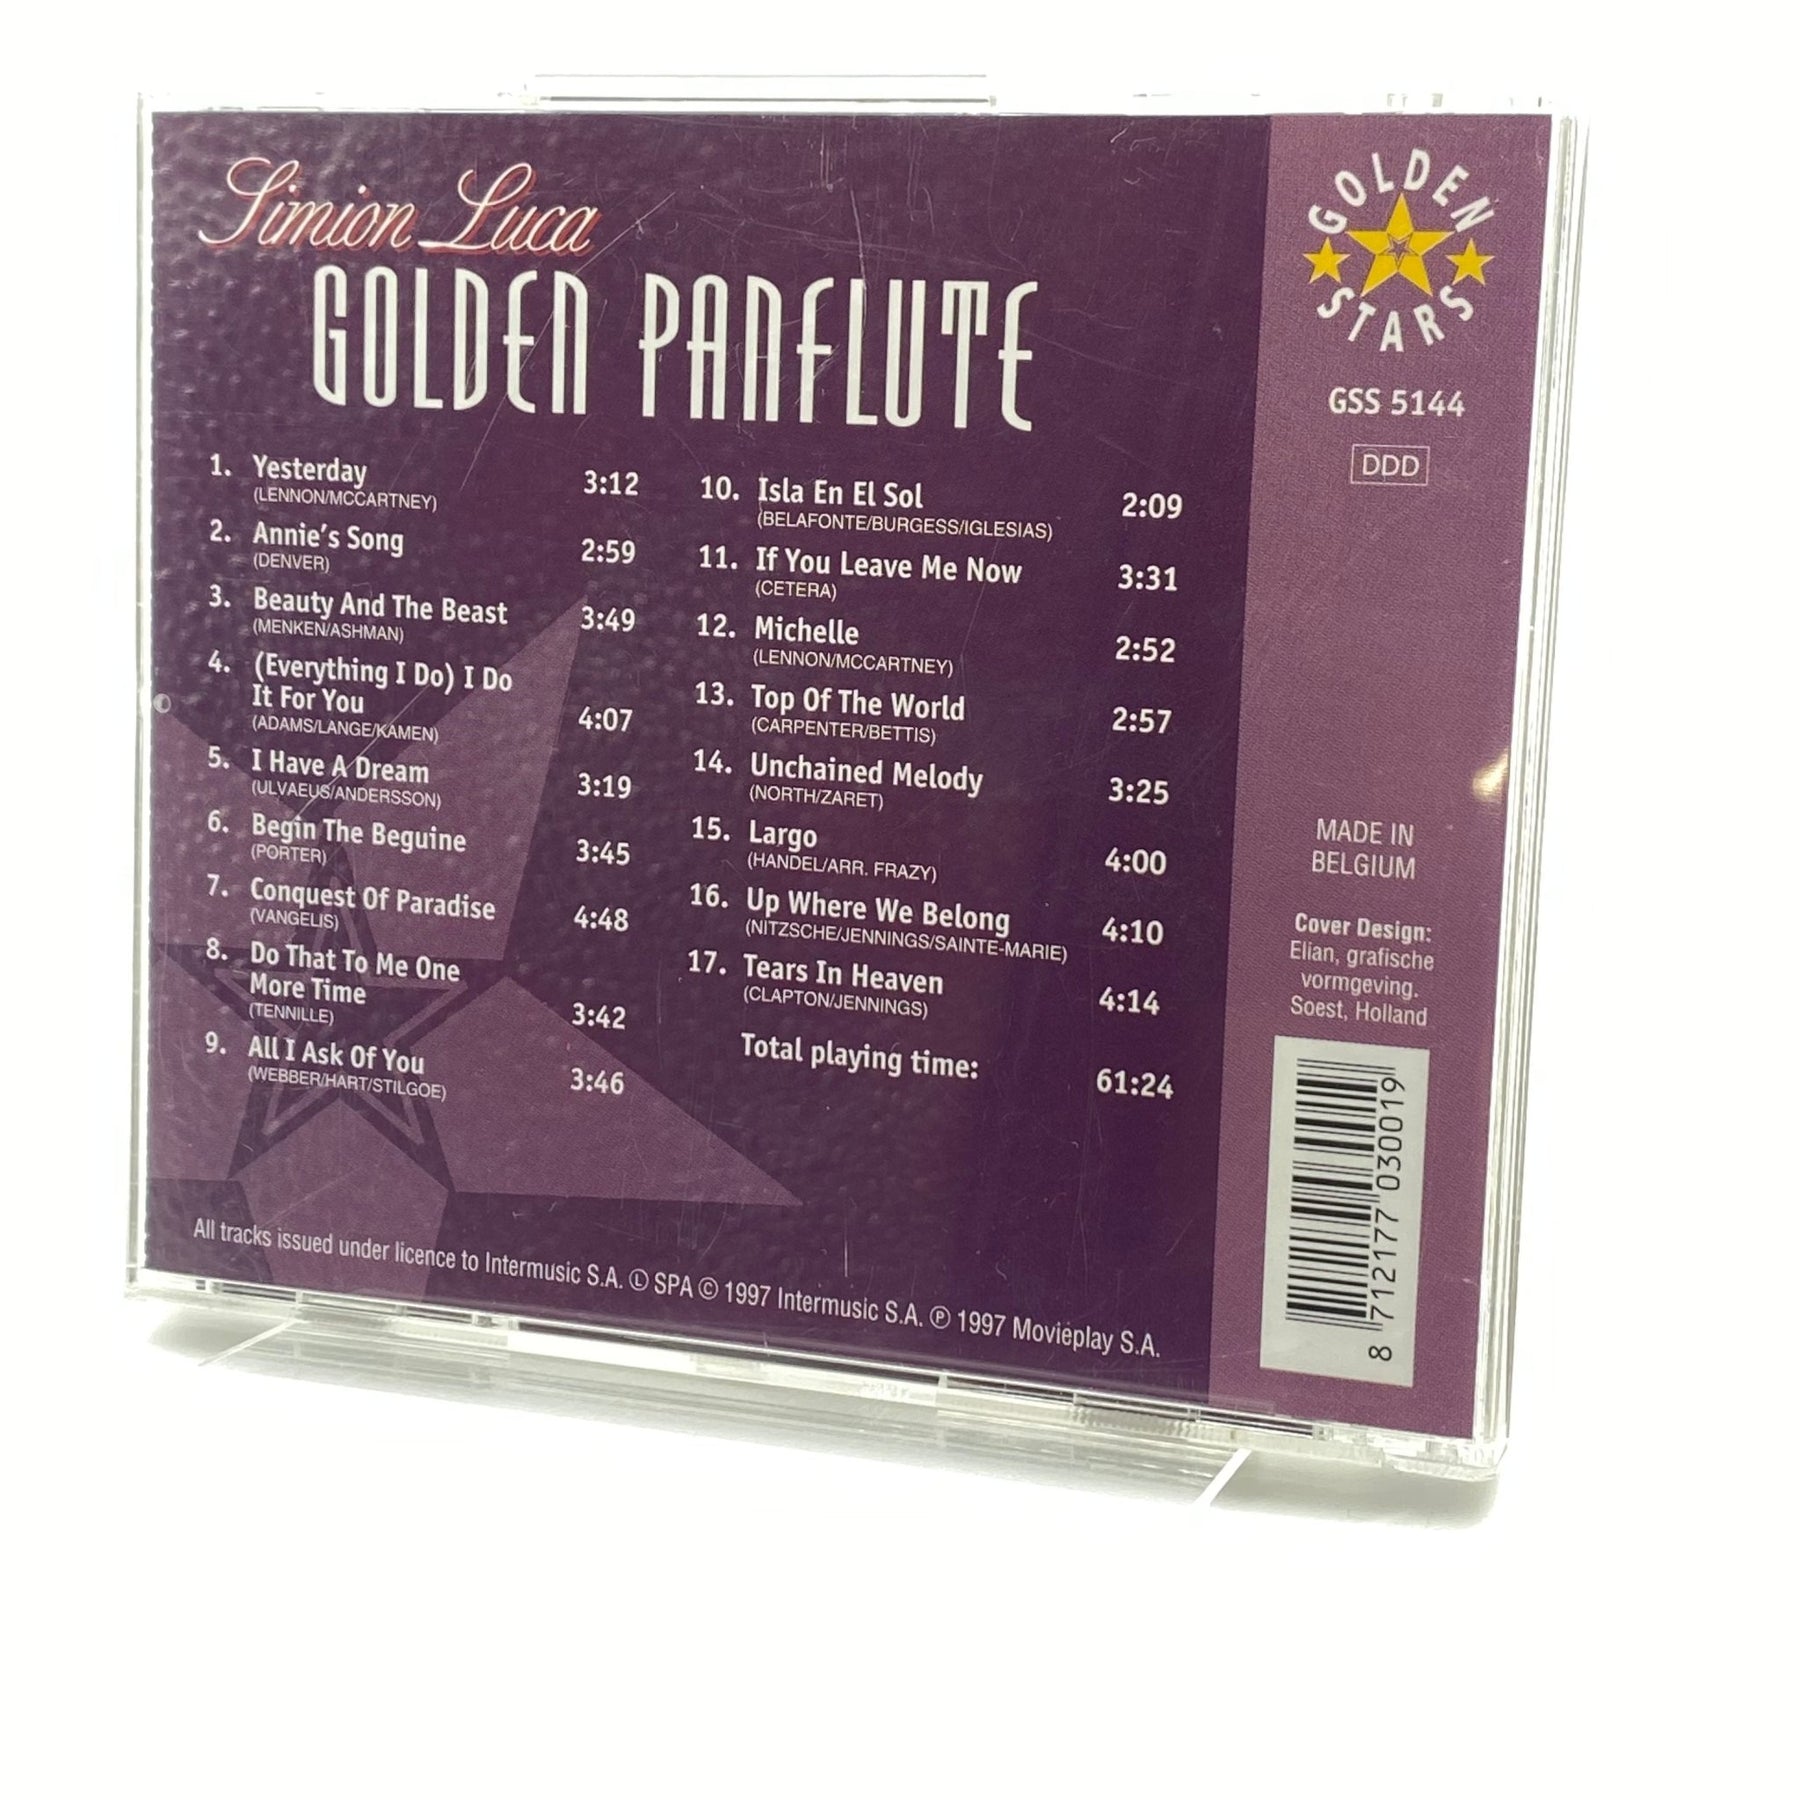 Simion Luca
GOLDEN PANFLUTE
1. Yesterday 3:12
(LENNON/MCCARTNEY)
2. Annie's Song 2:59
(DENVER)
3. Beauty And The Beast 3:49
(MENKEN/ASHMAN)
4. (Everything I Do) I Do
It For You 4:07
(ADAMS/LANGE/KAMEN)
5. I Have A Dream 3:19
(ULVAEUS/ANDERSSON)
6. Begin The Beguine 3:45
(PORTER)
7. Conquest Of Paradise 4:48
(VANGELIS)
8. Do That To Me One
More Time 3:42
(TENNILLE)
9. All I Ask Of You 3:46
(WEBBER/HART/STILGOE)
10. Isla En El Sol 2:09
(BELAFONTE/BURGESS/IGLESIAS)
11. If You Leave Me Now 3:31
(CETERA)
12. Michelle 2:52
(LENNON/MCCARTNEY)
13. Top Of The World 2:57
(CARPENTER/BETTIS)
14. Unchained Melody 3:25
(NORTH/ZARET)
15. Largo 4:00
(HANDEL/ARR. FRAZY)
16. Up Where We Belong 4:10
(NITZSCHE/JENNINGS/SAINTE-MARIE)
17. Tears In Heaven 4:14
(CLAPTON/JENNINGS)
Total playing time: 61:24
All tracks issued under licence to Intermusic S.A. Ⓛ SPA © 1997 Intermusic S.A. ℗ 1997 Movieplay S.A.
GOLDEN
STARS
GSS 5144
DDD
MADE IN
BELGIUM
Cover Design:
Elian, grafische
vormgeving.
Soest, Holland
8 712177 030019